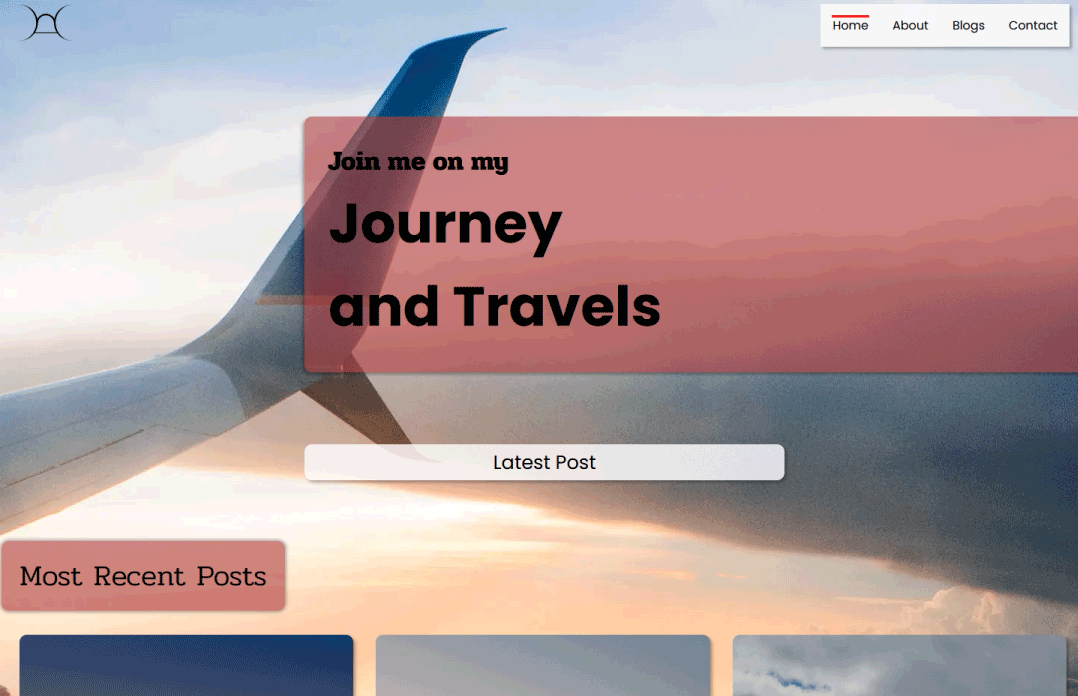 Home About Blogs Contact
Join me on my
Journey
and Travels
Latest Post
Most Recent Posts